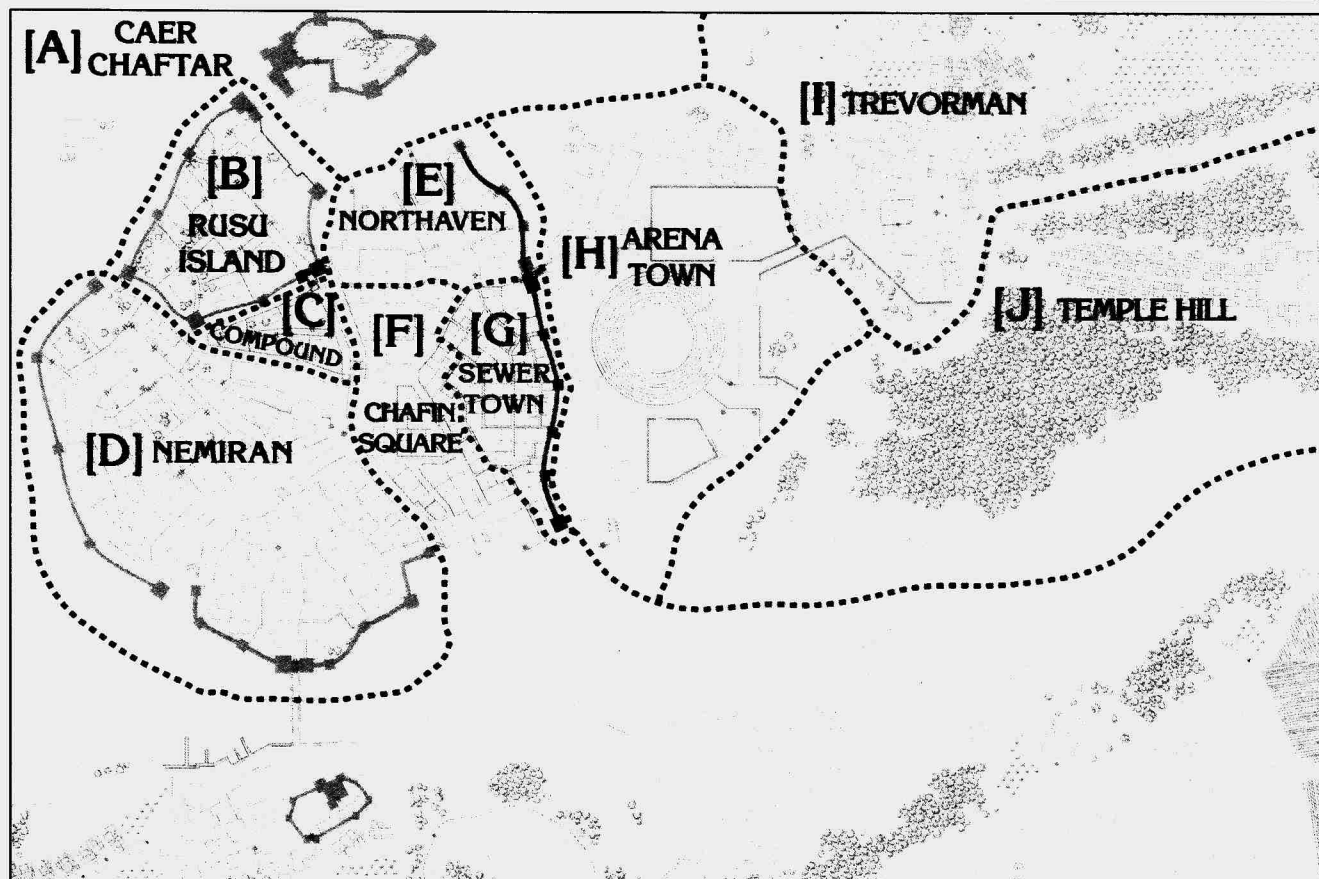 [A] CAER
CHAFTAR
[B]
RUSU
ISLAND
[C]
COMPOUND
[D] NEMIRAN
[E]
NORTHAVEN
[F]
CHAFIN
SQUARE
[G]
SEWER
TOWN
[H] ARENA
TOWN
[I] TREVORMAN
[J] TEMPLE HILL